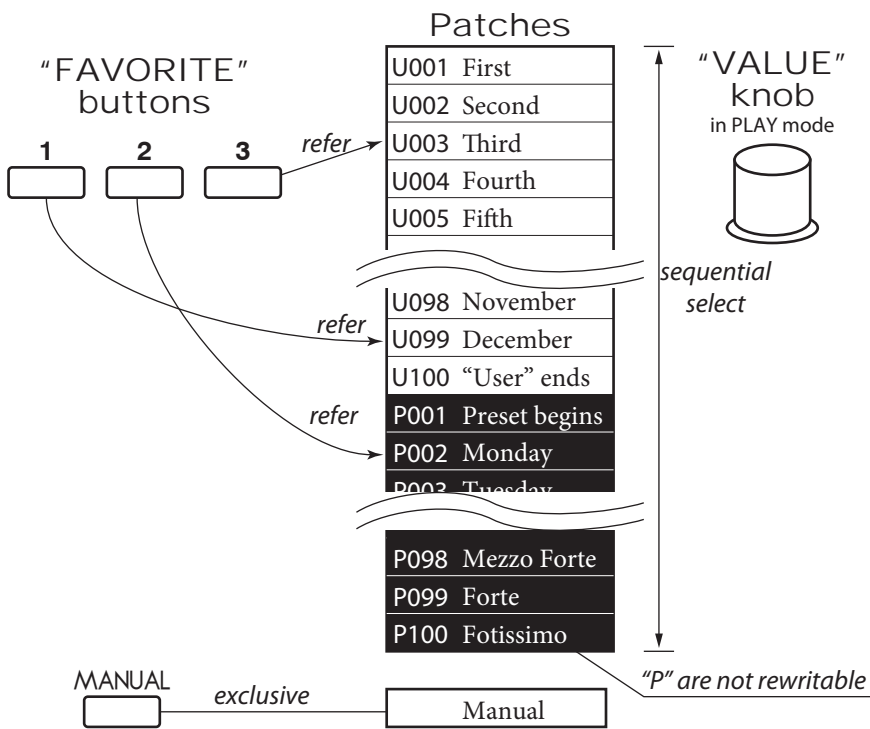 Patches
"FAVORITE"
buttons
1 2 3
refer
U001 First
U002 Second
U003 Third
U004 Fourth
U005 Fifth
"VALUE"
knob
in PLAY mode
sequential
select
U098 November
refer
U099 December
U100 "User" ends
refer
P001 Preset begins
P002 Monday
P003 Tuesday
P098 Mezzo Forte
P099 Forte
P100 Fotissimo
"P" are not rewritable
MANUAL
exclusive
Manual